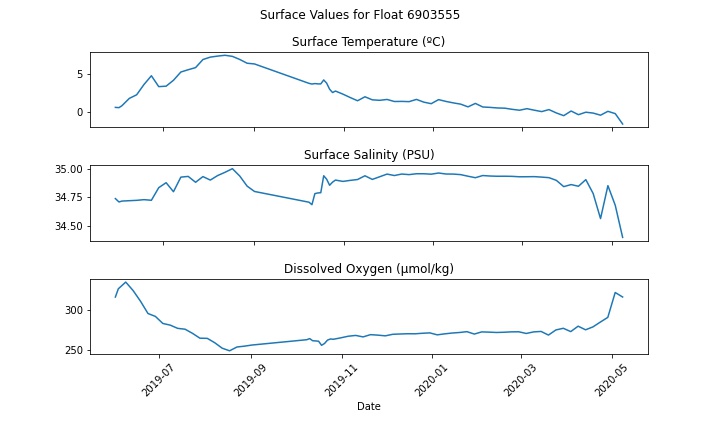 Surface Values for Float 6903555
Surface Temperature (ºC)
5
0
Surface Salinity (PSU)
35.00
34.75
34.50
Dissolved Oxygen (µmol/kg)
300
250
2019-07
2019-09
2019-11
2020-01
2020-03
2020-05
Date